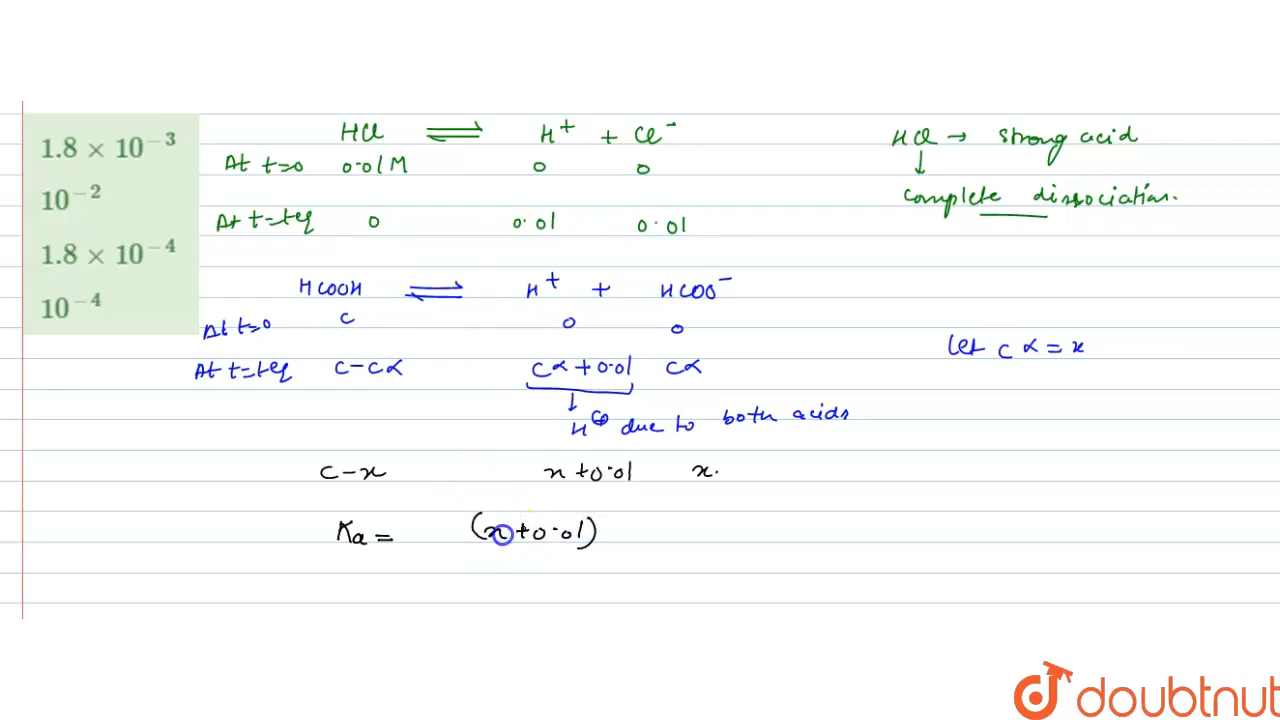 1.8 × 10⁻³
10⁻²
1.8 × 10⁻⁴
10⁻⁴
HCl ⇌ H⁺ + Cl⁻
At t=0 0.01M 0 0
At t=teq 0 0.01 0.01
HCl → strong acid
↓
complete dissociation.
HCOOH ⇌ H⁺ + HCOO⁻
At t=0 C 0 0
At t=teq C-Cα Cα+0.01 Cα
let Cα = x
↓
H⊕ due to both acids
C-x x+0.01 x.
Ka = (x+0.01)
doubtnut